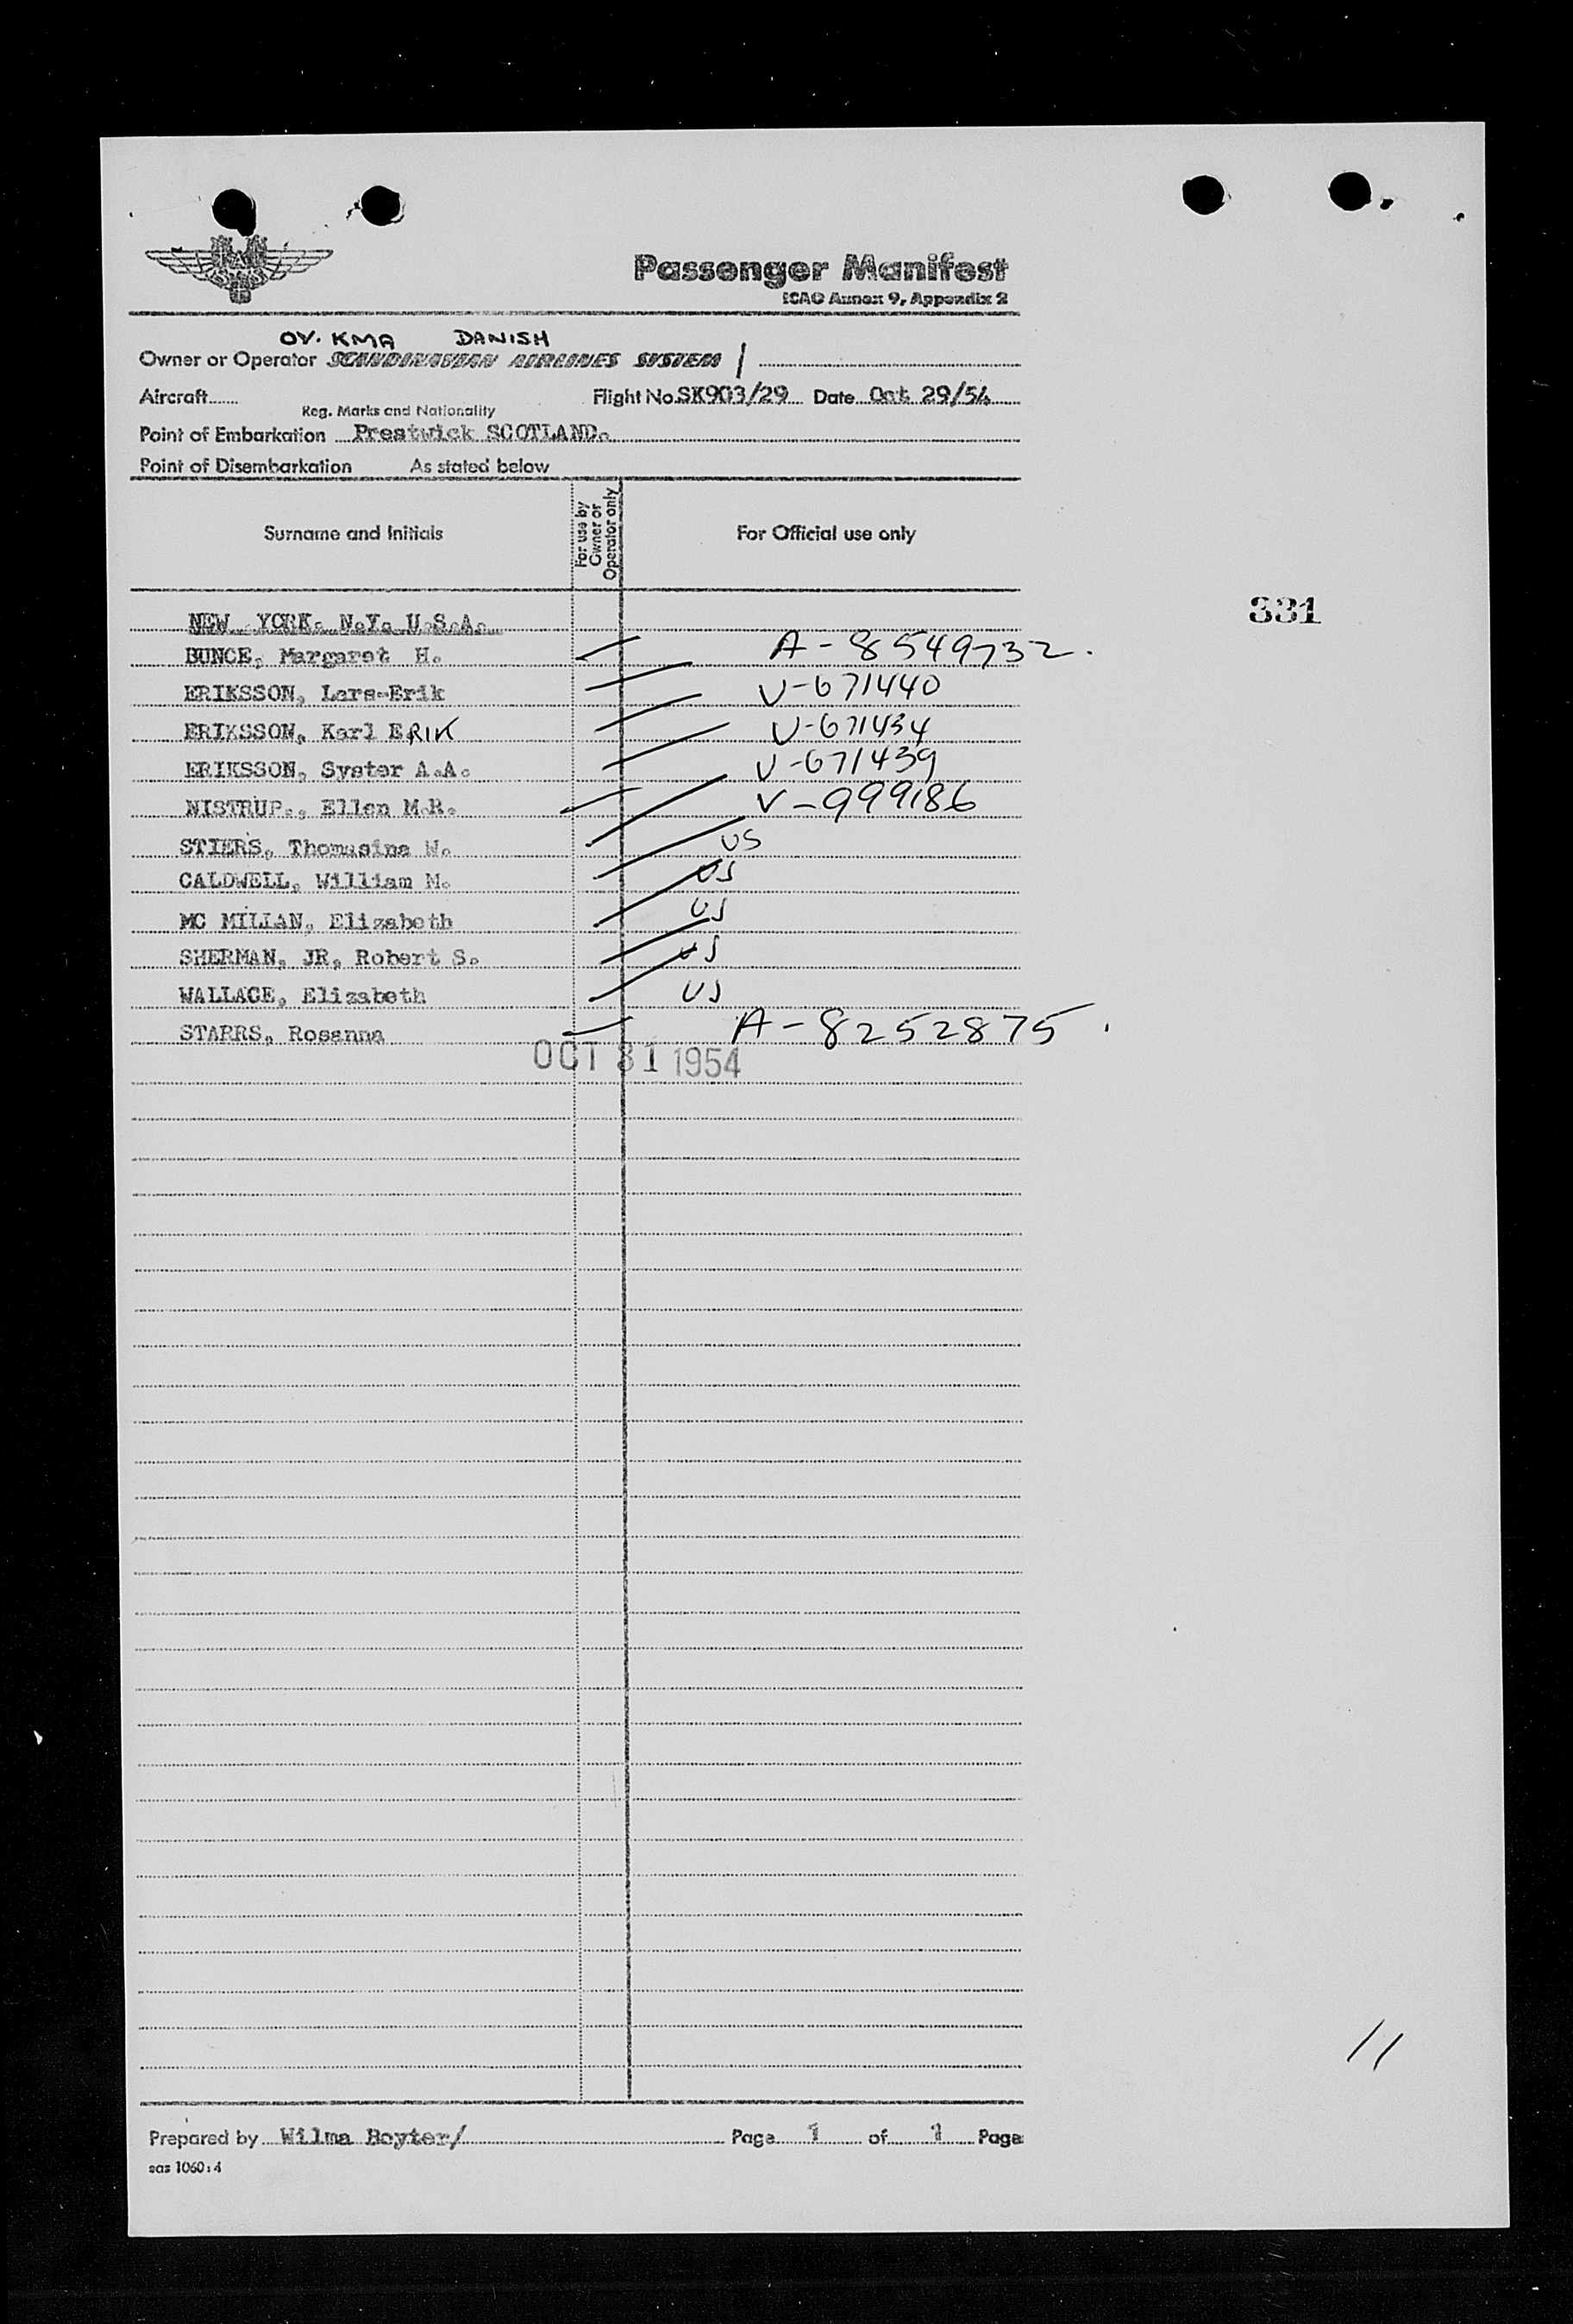 Passenger Manifest
ICAO Annex 9, Appendix 2
OY. KMA DANISH
Owner or Operator SCANDINAVIAN AIRLINES SYSTEM /
Aircraft Flight No. SK903/29 Date Oct 29/54
Reg. Marks and Nationality
Point of Embarkation Prestwick SCOTLAND.
Point of Disembarkation As stated below
Surname and Initials For use by Owner or Operator only For Official use only
NEW YORK. N.Y. U.S.A.
331
BUNCE, Margaret H. A-8549732.
ERIKSSON, Lars-Erik V-671440
ERIKSSON, Karl ERIK V-671434
ERIKSSON, Syster A.A. V-671439
NISTRUP., Ellen M.R. V-999186
STIERS, Thomasina W. US
CALDWELL, William M. US
MC MILLAN, Elizabeth US
SHERMAN, JR, Robert S. US
WALLACE, Elizabeth US
STARRS, Rosanna A-8252875.
OCT 31 1954
11
Prepared by Wilma Boyter/ Page 1 of 1 Page
sas 1060:4